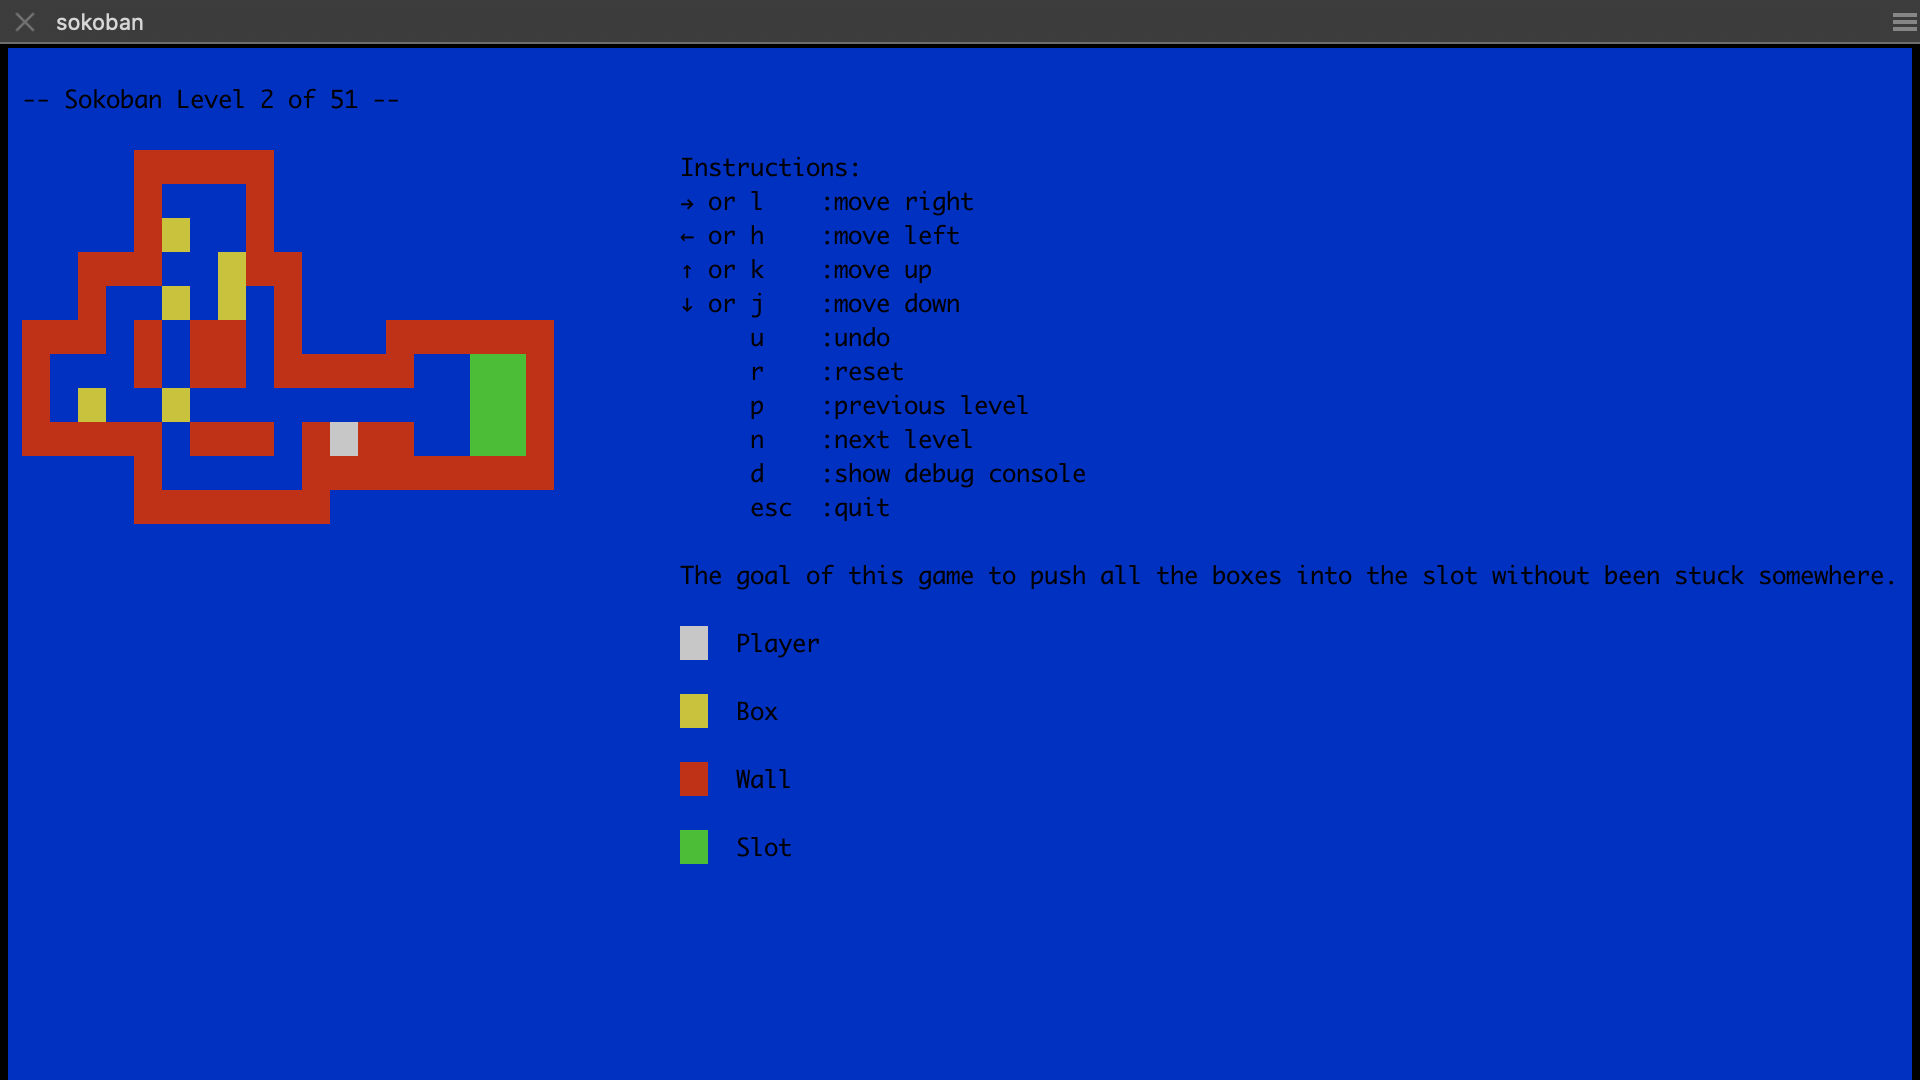 sokoban
-- Sokoban Level 2 of 51 --
Instructions:
→ or l :move right
← or h :move left
↑ or k :move up
↓ or j :move down
u :undo
r :reset
p :previous level
n :next level
d :show debug console
esc :quit
The goal of this game to push all the boxes into the slot without been stuck somewhere.
Player
Box
Wall
Slot